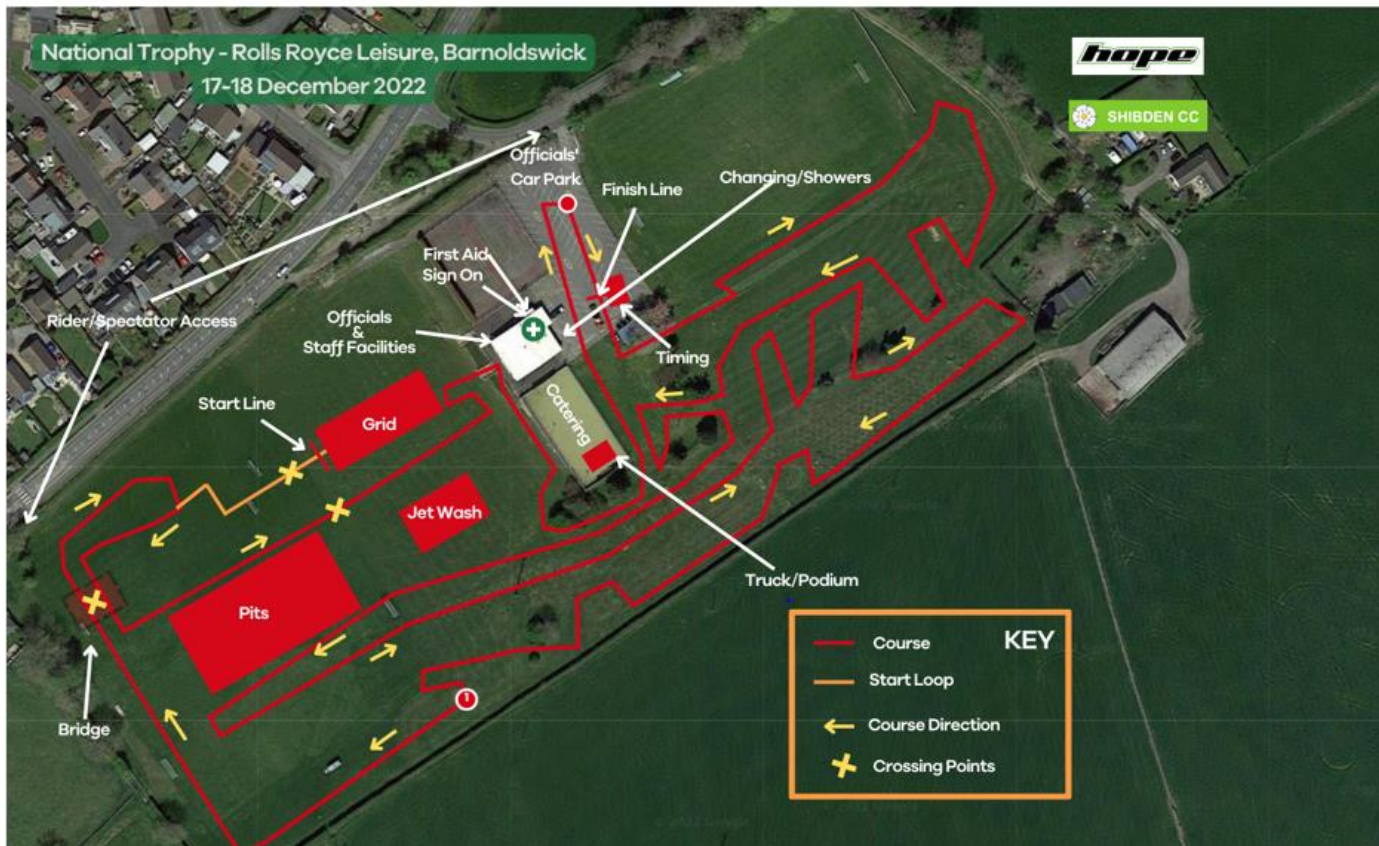 National Trophy - Rolls Royce Leisure, Barnoldswick
17-18 December 2022
hope
SHIBDEN CC
Officials'
Car Park
Finish Line
Changing/Showers
First Aid
Sign On
Rider/Spectator Access
Officials
&
Staff Facilities
Timing
Start Line
Grid
Catering
Jet Wash
Truck/Podium
Pits
Bridge
1
KEY
Course
Start Loop
Course Direction
Crossing Points